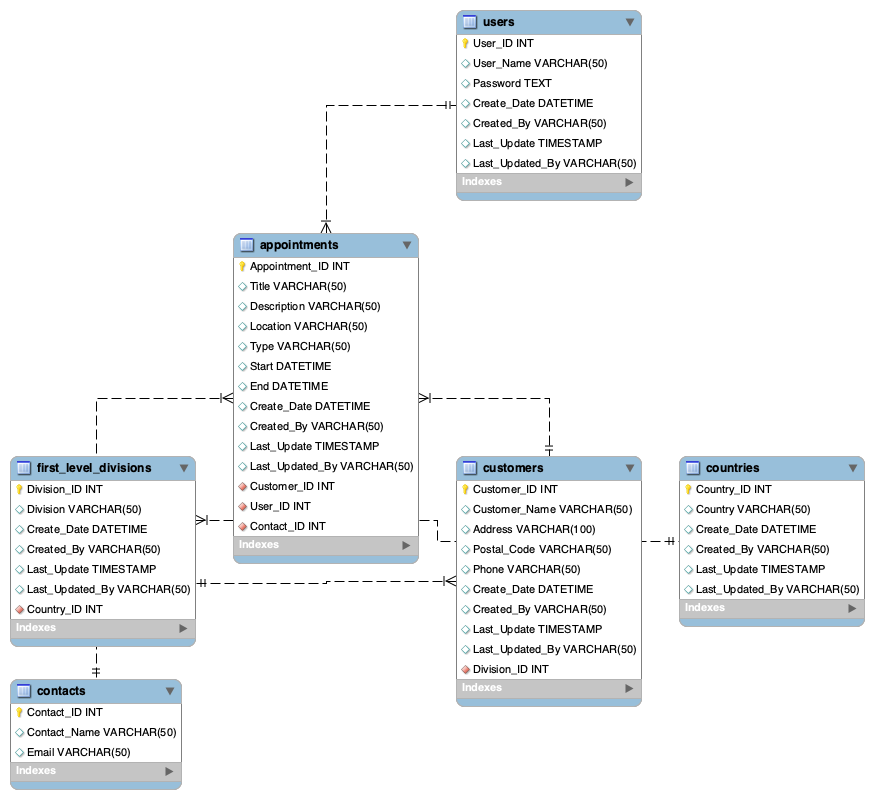 users
User_ID INT
User_Name VARCHAR(50)
Password TEXT
Create_Date DATETIME
Created_By VARCHAR(50)
Last_Update TIMESTAMP
Last_Updated_By VARCHAR(50)
Indexes
appointments
Appointment_ID INT
Title VARCHAR(50)
Description VARCHAR(50)
Location VARCHAR(50)
Type VARCHAR(50)
Start DATETIME
End DATETIME
Create_Date DATETIME
Created_By VARCHAR(50)
Last_Update TIMESTAMP
Last_Updated_By VARCHAR(50)
Customer_ID INT
User_ID INT
Contact_ID INT
Indexes
first_level_divisions
Division_ID INT
Division VARCHAR(50)
Create_Date DATETIME
Created_By VARCHAR(50)
Last_Update TIMESTAMP
Last_Updated_By VARCHAR(50)
Country_ID INT
Indexes
customers
Customer_ID INT
Customer_Name VARCHAR(50)
Address VARCHAR(100)
Postal_Code VARCHAR(50)
Phone VARCHAR(50)
Create_Date DATETIME
Created_By VARCHAR(50)
Last_Update TIMESTAMP
Last_Updated_By VARCHAR(50)
Division_ID INT
Indexes
countries
Country_ID INT
Country VARCHAR(50)
Create_Date DATETIME
Created_By VARCHAR(50)
Last_Update TIMESTAMP
Last_Updated_By VARCHAR(50)
Indexes
contacts
Contact_ID INT
Contact_Name VARCHAR(50)
Email VARCHAR(50)
Indexes